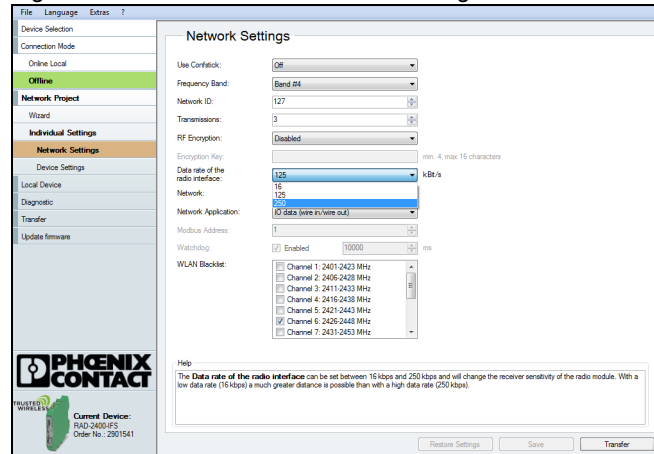 File Language Extras ?
Device Selection
Connection Mode
Online Local
Offline
Network Project
Wizard
Individual Settings
Network Settings
Device Settings
Local Device
Diagnostic
Transfer
Update firmware
PHŒNIX
CONTACT
TRUSTED
WIRELESS
Current Device:
RAD-2400-IFS
Order No.: 2901541
Network Settings
Use Confstick: Off
Frequency Band: Band #4
Network ID: 127
Transmissions: 3
RF Encryption: Disabled
Encryption Key: min. 4, max 16 characters
Data rate of the
radio interface: 125 kBit/s
16
125
250
Network:
Network Application: IO data (wire in/wire out)
Modbus Address: 1
Watchdog: Enabled 10000 ms
WLAN Blacklist:
Channel 1: 2401-2423 MHz
Channel 2: 2406-2428 MHz
Channel 3: 2411-2433 MHz
Channel 4: 2416-2438 MHz
Channel 5: 2421-2443 MHz
Channel 6: 2426-2448 MHz
Channel 7: 2431-2453 MHz
Help
The Data rate of the radio interface can be set between 16 kbps and 250 kbps and will change the receiver sensitivity of the radio module. With a
low data rate (16 kbps) a much greater distance is possible than with a high data rate (250 kbps).
Restore Settings Save Transfer